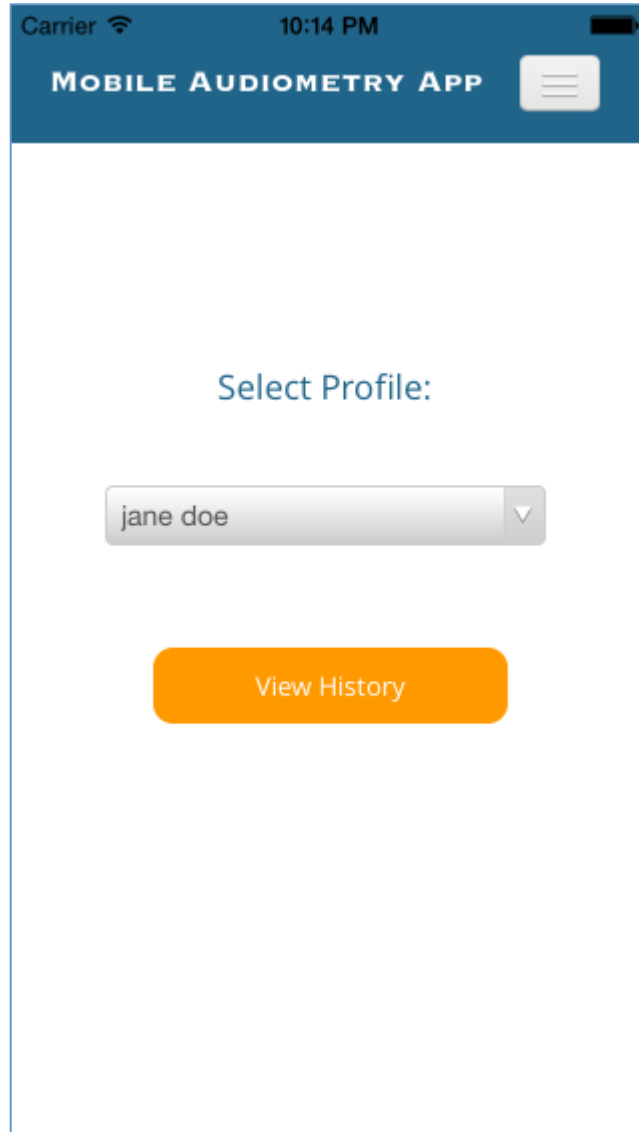 Carrier 10:14 PM
Mobile Audiometry App
Select Profile:
jane doe
View History